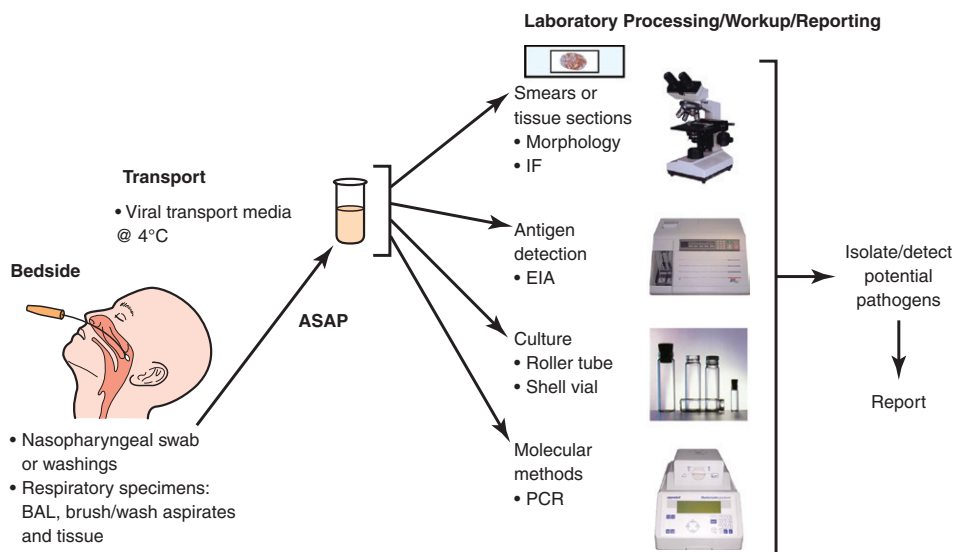 Laboratory Processing/Workup/Reporting
Smears or
tissue sections
• Morphology
• IF
Transport
• Viral transport media
@ 4°C
Antigen
detection
• EIA
Bedside
ASAP
Isolate/detect
potential
pathogens
Culture
• Roller tube
• Shell vial
Report
• Nasopharyngeal swab
or washings
• Respiratory specimens:
BAL, brush/wash aspirates
and tissue
Molecular
methods
• PCR